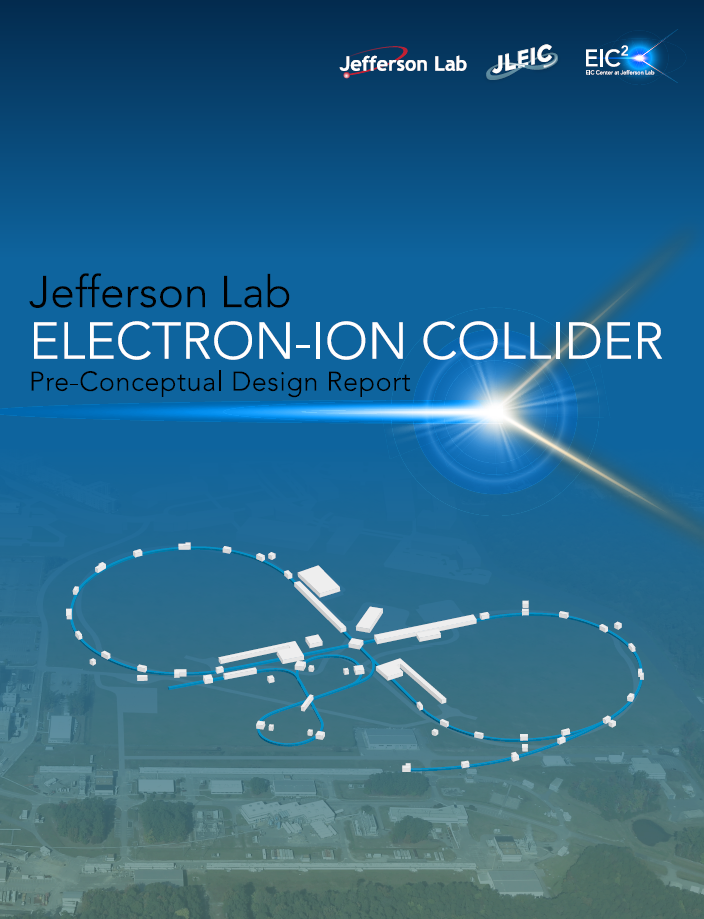 Jefferson Lab
JLEIC
EIC²
EIC Center at Jefferson Lab
Jefferson Lab
ELECTRON-ION COLLIDER
Pre-Conceptual Design Report